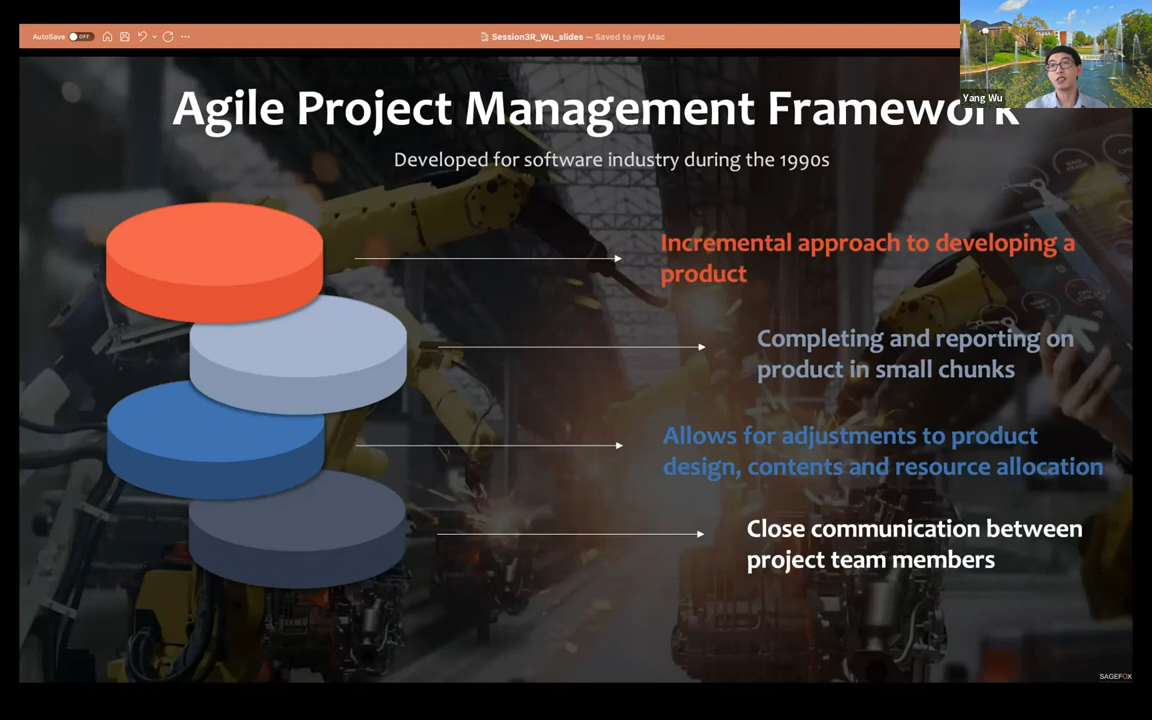 AutoSave OFF
Session3R_Wu_slides — Saved to my Mac
Yang Wu
Agile Project Management Framework
Developed for software industry during the 1990s
Incremental approach to developing a
product
Completing and reporting on
product in small chunks
Allows for adjustments to product
design, contents and resource allocation
Close communication between
project team members
SAGEFOX